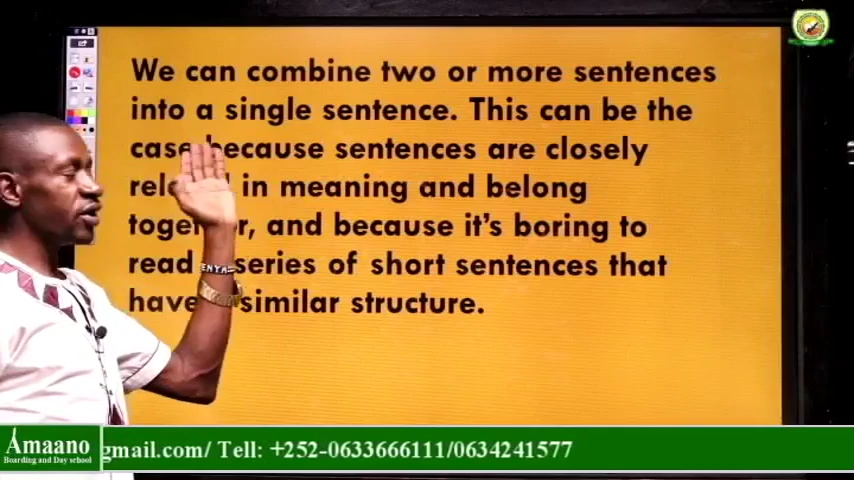 We can combine two or more sentences
into a single sentence. This can be the
case because sentences are closely
in meaning and belong
together, and because it's boring to
read series of short sentences that
have similar structure.
ENYA
Amaano
Boarding and Day school
gmail.com/ Tell: +252-0633666111/0634241577